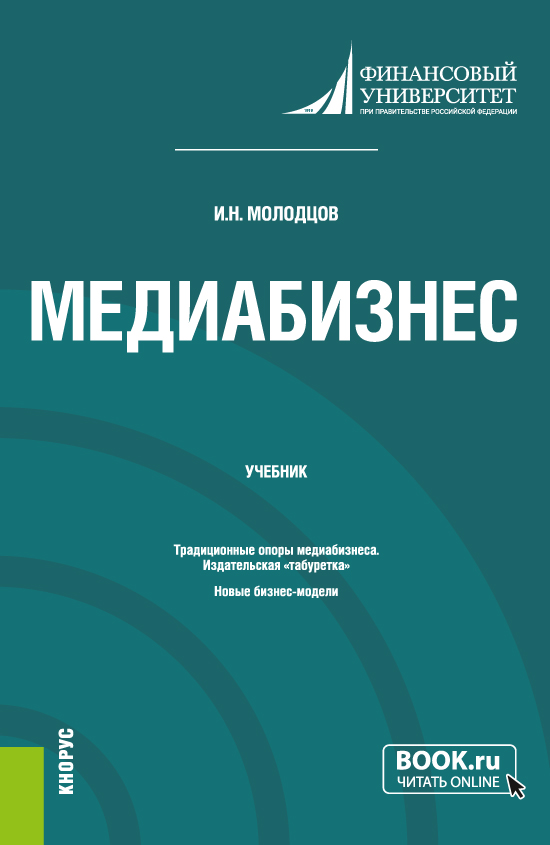 ФИНАНСОВЫЙ
УНИВЕРСИТЕТ
ПРИ ПРАВИТЕЛЬСТВЕ РОССИЙСКОЙ ФЕДЕРАЦИИ
И.Н. МОЛОДЦОВ
МЕДИАБИЗНЕС
УЧЕБНИК
Традиционные опоры медиабизнеса.
Издательская «табуретка»
Новые бизнес-модели
КНОРУС
BOOK.ru
ЧИТАТЬ ONLINE